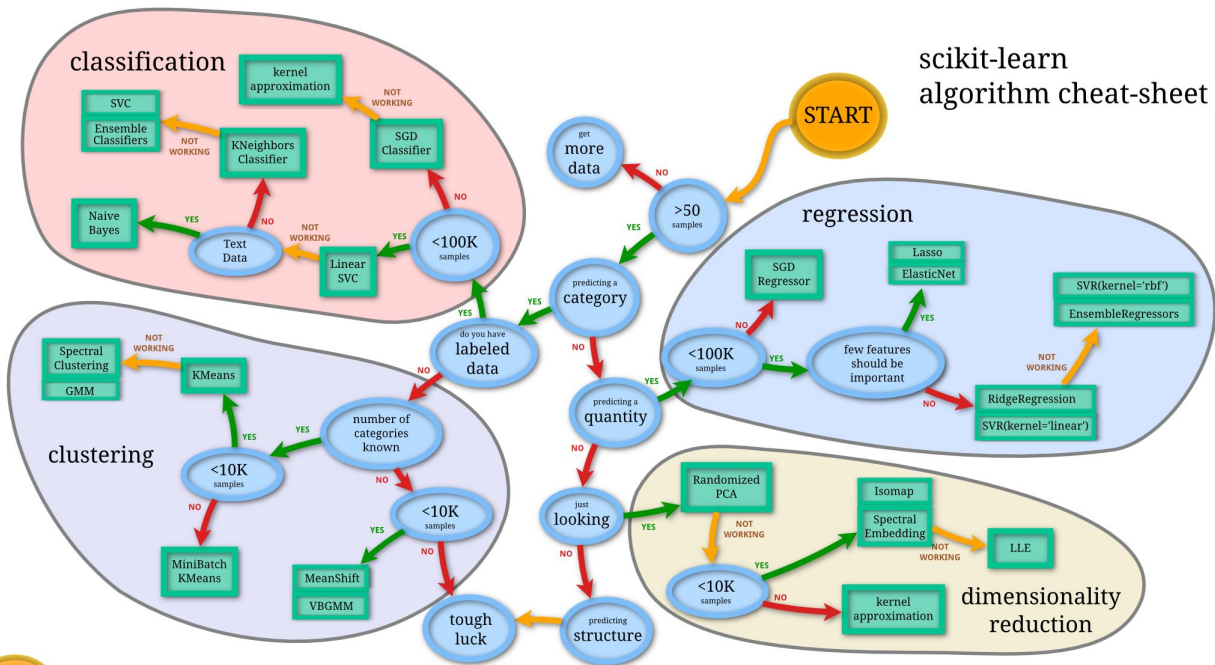 scikit-learn
algorithm cheat-sheet
START
get
more
data
NO
>50
samples
YES
predicting a
category
YES
NO
do you have
labeled
data
YES
NO
predicting a
quantity
YES
NO
just
looking
YES
NO
predicting
structure
tough
luck
classification
kernel
approximation
NOT
WORKING
SGD
Classifier
NO
<100K
samples
YES
Linear
SVC
NOT
WORKING
Text
Data
YES
Naive
Bayes
NO
KNeighbors
Classifier
NOT
WORKING
SVC
Ensemble
Classifiers
clustering
number of
categories
known
YES
NO
<10K
samples
YES
KMeans
NOT
WORKING
Spectral
Clustering
GMM
NO
MiniBatch
KMeans
<10K
samples
YES
MeanShift
VBGMM
NO
regression
<100K
samples
NO
SGD
Regressor
YES
few features
should be
important
YES
Lasso
ElasticNet
NO
RidgeRegression
SVR(kernel='linear')
NOT
WORKING
SVR(kernel='rbf')
EnsembleRegressors
dimensionality
reduction
Randomized
PCA
NOT
WORKING
<10K
samples
YES
Isomap
Spectral
Embedding
NOT
WORKING
LLE
NO
kernel
approximation